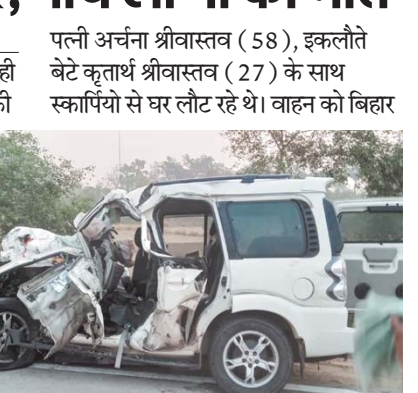 पत्नी अर्चना श्रीवास्तव (58), इकलौते
ही बेटे कृतार्थ श्रीवास्तव (27) के साथ
की स्कार्पियो से घर लौट रहे थे। वाहन को बिहार